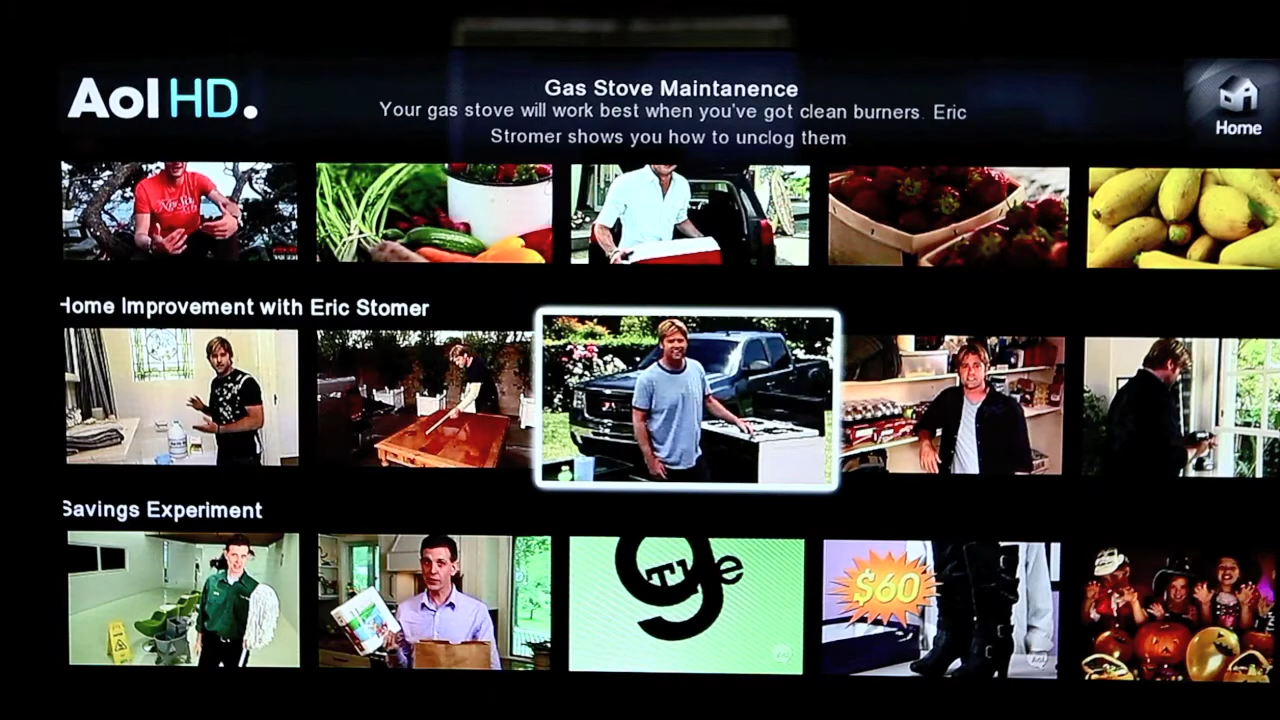 Aol HD.
Gas Stove Maintanence
Your gas stove will work best when you've got clean burners. Eric
Stromer shows you how to unclog them
Home
Home Improvement with Eric Stomer
Savings Experiment
$60
Aol